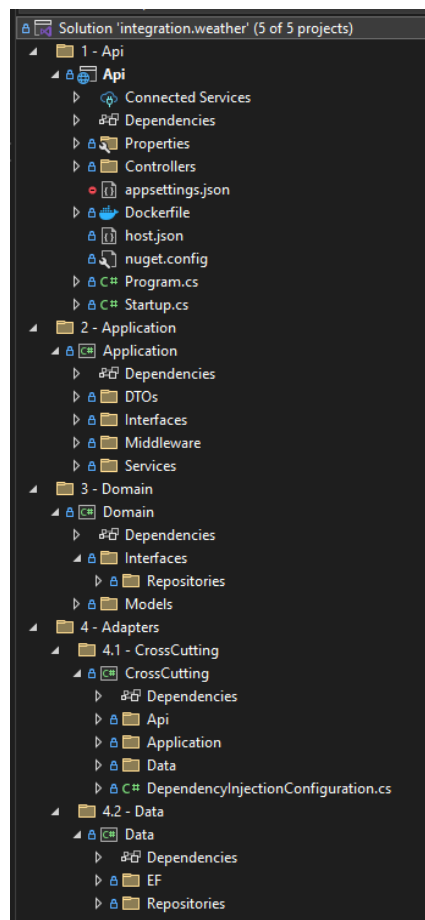 Solution 'integration.weather' (5 of 5 projects)
1 - Api
Api
Connected Services
Dependencies
Properties
Controllers
appsettings.json
Dockerfile
host.json
nuget.config
C# Program.cs
C# Startup.cs
2 - Application
C# Application
Dependencies
DTOs
Interfaces
Middleware
Services
3 - Domain
C# Domain
Dependencies
Interfaces
Repositories
Models
4 - Adapters
4.1 - CrossCutting
C# CrossCutting
Dependencies
Api
Application
Data
C# DependencyInjectionConfiguration.cs
4.2 - Data
C# Data
Dependencies
EF
Repositories